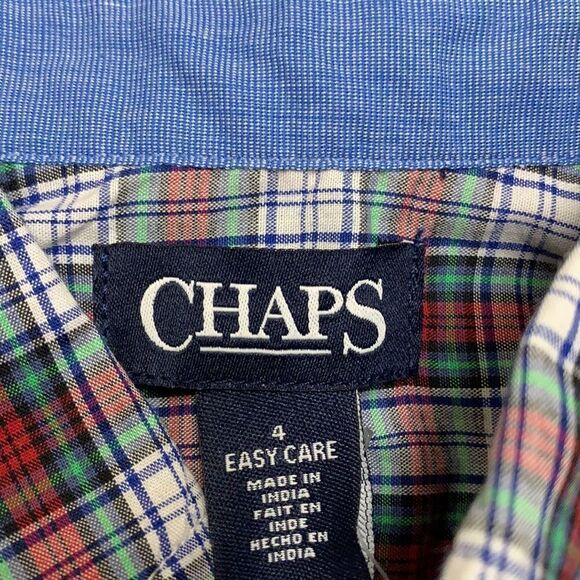 CHAPS
4
EASY CARE
MADE IN
INDIA
FAIT EN
INDE
HECHO EN
INDIA